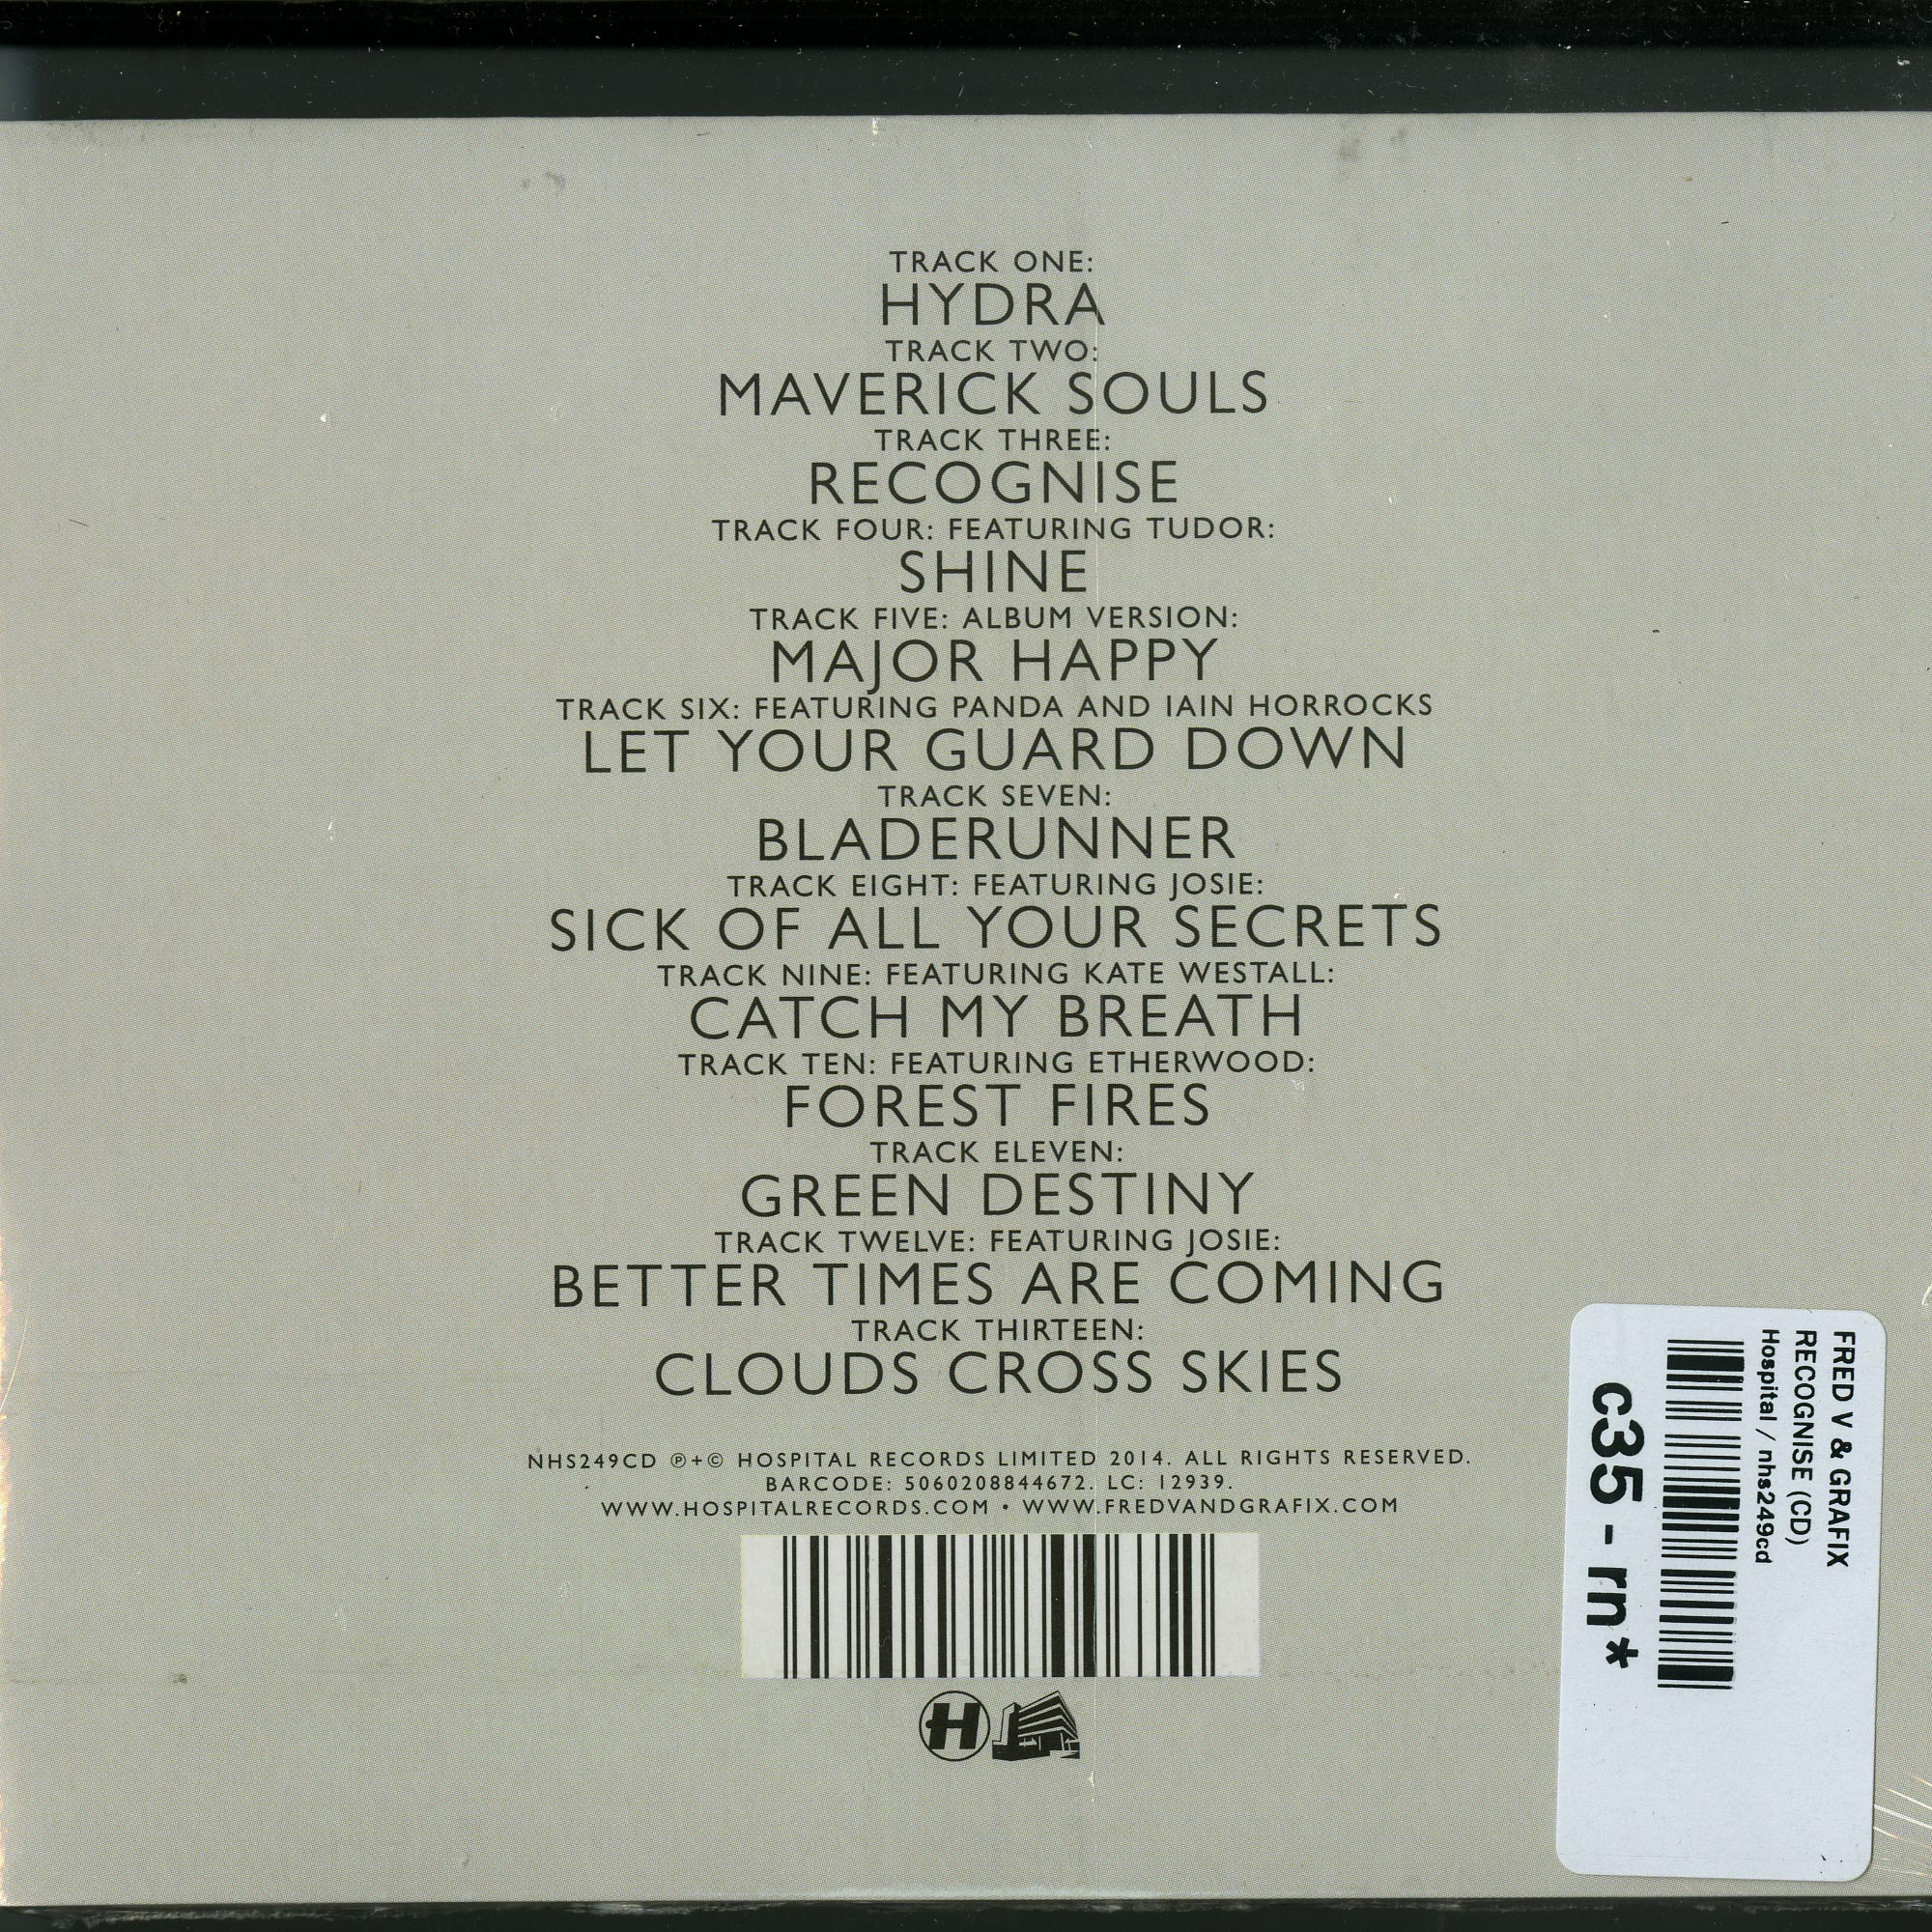 TRACK ONE:
HYDRA
TRACK TWO:
MAVERICK SOULS
TRACK THREE:
RECOGNISE
TRACK FOUR: FEATURING TUDOR:
SHINE
TRACK FIVE: ALBUM VERSION:
MAJOR HAPPY
TRACK SIX: FEATURING PANDA AND IAIN HORROCKS
LET YOUR GUARD DOWN
TRACK SEVEN:
BLADERUNNER
TRACK EIGHT: FEATURING JOSIE:
SICK OF ALL YOUR SECRETS
TRACK NINE: FEATURING KATE WESTALL:
CATCH MY BREATH
TRACK TEN: FEATURING ETHERWOOD:
FOREST FIRES
TRACK ELEVEN:
GREEN DESTINY
TRACK TWELVE: FEATURING JOSIE:
BETTER TIMES ARE COMING
TRACK THIRTEEN:
CLOUDS CROSS SKIES
NHS249CD ℗+© HOSPITAL RECORDS LIMITED 2014. ALL RIGHTS RESERVED.
BARCODE: 5060208844672. LC: 12939.
WWW.HOSPITALRECORDS.COM • WWW.FREDVANDGRAFIX.COM
H
FRED V & GRAFIX
RECOGNISE (CD)
Hospital / nhs249cd
c35 - rn*